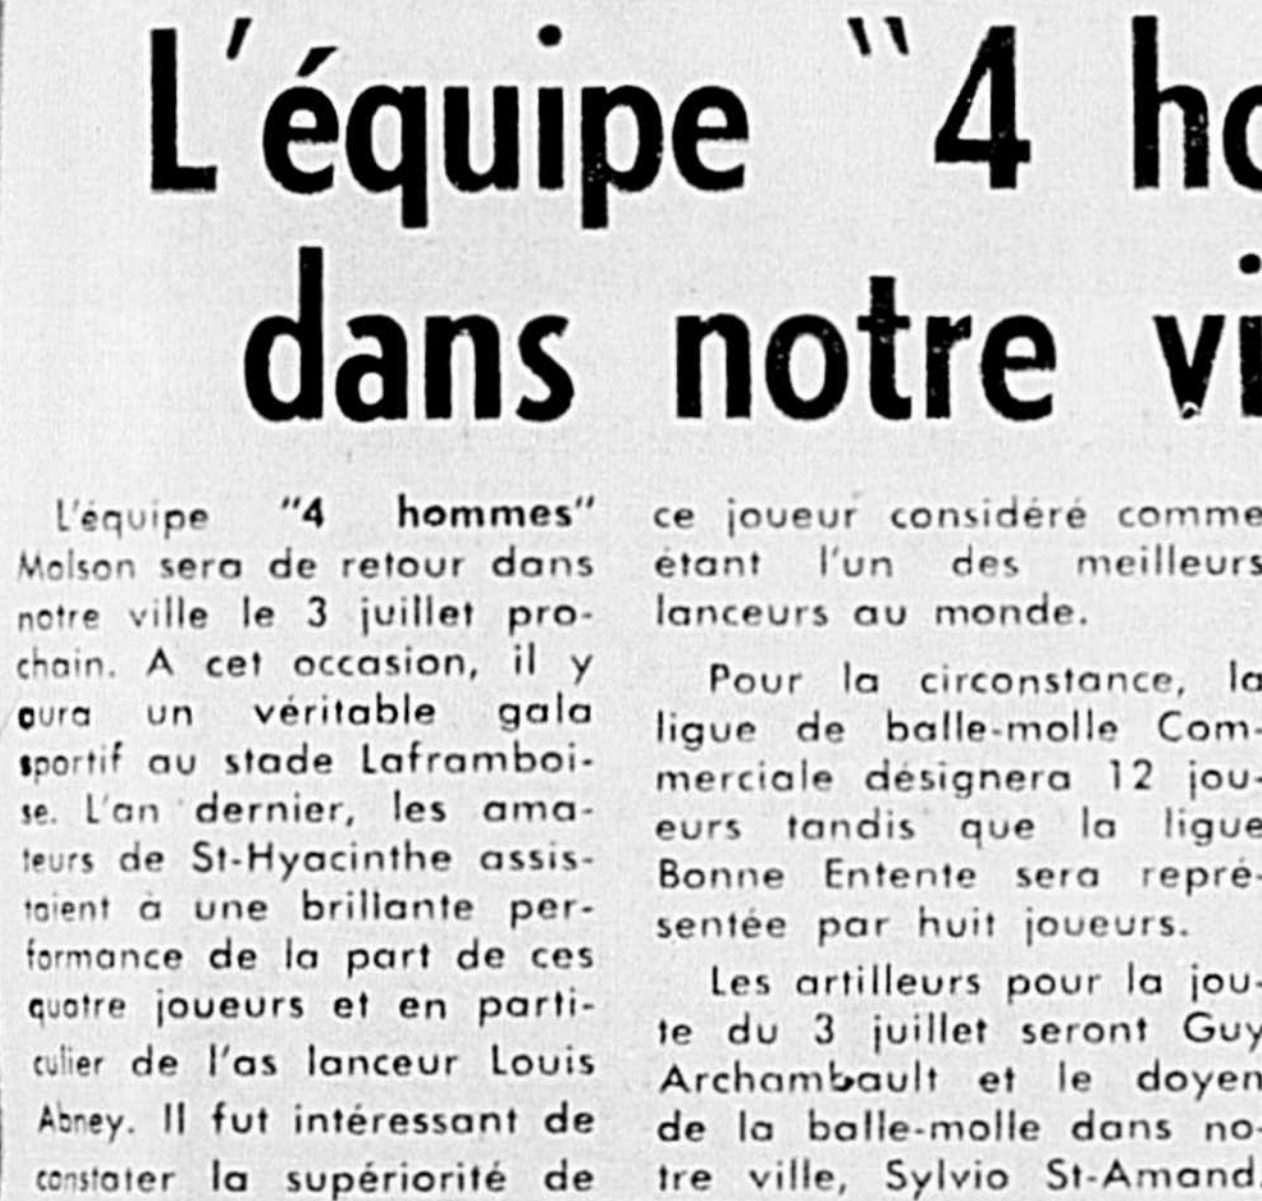 L'équipe "4 ho
dans notre vi
L'équipe "4 hommes"
Molson sera de retour dans
notre ville le 3 juillet pro-
chain. A cet occasion, il y
aura un véritable gala
sportif au stade Laframboi-
se. L'an dernier, les ama-
teurs de St-Hyacinthe assis-
taient à une brillante per-
formance de la part de ces
quatre joueurs et en parti-
culier de l'as lanceur Louis
Abney. Il fut intéressant de
constater la supériorité de
ce joueur considéré comme
étant l'un des meilleurs
lanceurs au monde.
Pour la circonstance, la
ligue de balle-molle Com-
merciale désignera 12 jou-
eurs tandis que la ligue
Bonne Entente sera repré-
sentée par huit joueurs.
Les artilleurs pour la jou-
te du 3 juillet seront Guy
Archambault et le doyen
de la balle-molle dans no-
tre ville, Sylvio St-Amand.